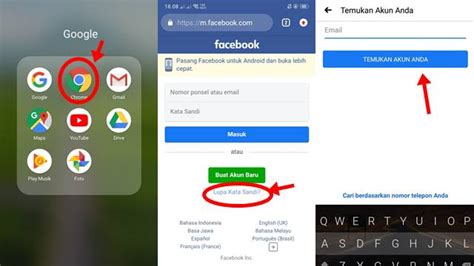 Google
Google
Chrome
Gmail
Maps
YouTube
Drive
Play Musik
Foto
18.08
https://m.facebook.com
facebook
Pasang Facebook untuk Android dan buka lebih
cepat.
Nomor ponsel atau email
Kata Sandi
Masuk
atau
Buat Akun Baru
Lupa Kata Sandi?
Bahasa Indonesia
English (UK)
Basa Jawa
Bahasa Melayu
Español
Português (Brasil)
Français (France)
Facebook Inc.
Temukan Akun Anda
Email
TEMUKAN AKUN ANDA
Cari berdasarkan nomor telepon Anda
Q W E R T Y U I O P
A S D F G H J K L